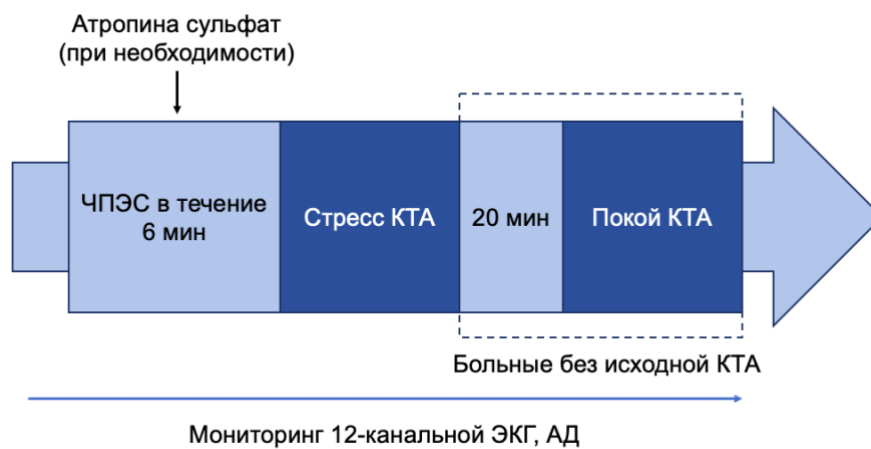 Атропина сульфат
(при необходимости)
ЧПЭС в течение
6 мин
Стресс КТА
20 мин
Покой КТА
Больные без исходной КТА
Мониторинг 12-канальной ЭКГ, АД